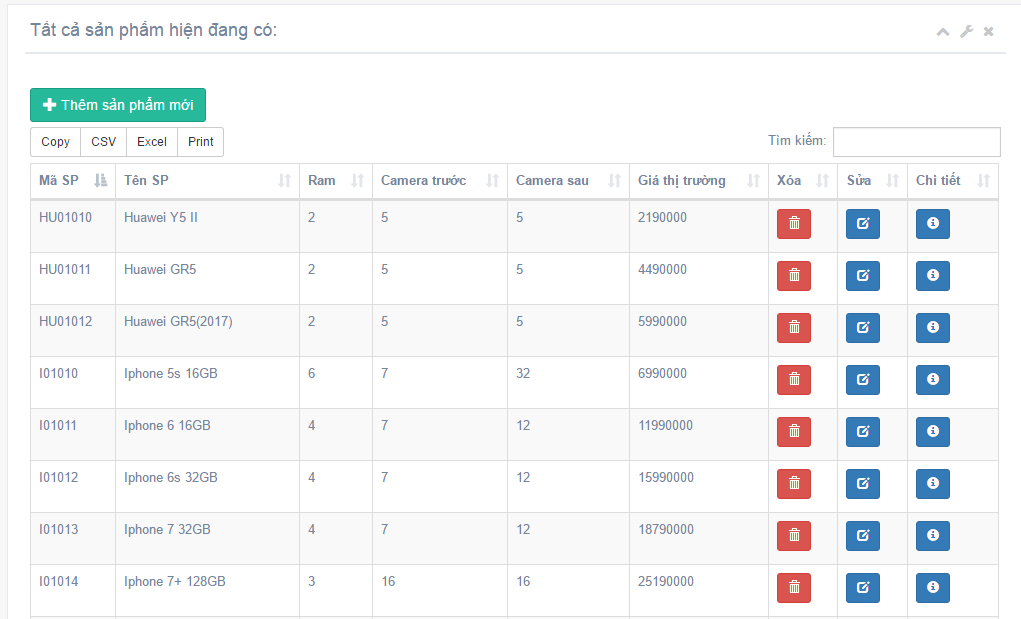 Tất cả sản phẩm hiện đang có:
Thêm sản phẩm mới
Copy CSV Excel Print
Tìm kiếm:
Mã SP Tên SP Ram Camera trước Camera sau Giá thị trường Xóa Sửa Chi tiết
HU01010 Huawei Y5 II 2 5 5 2190000
HU01011 Huawei GR5 2 5 5 4490000
HU01012 Huawei GR5(2017) 2 5 5 5990000
I01010 Iphone 5s 16GB 6 7 32 6990000
I01011 Iphone 6 16GB 4 7 12 11990000
I01012 Iphone 6s 32GB 4 7 12 15990000
I01013 Iphone 7 32GB 4 7 12 18790000
I01014 Iphone 7+ 128GB 3 16 16 25190000